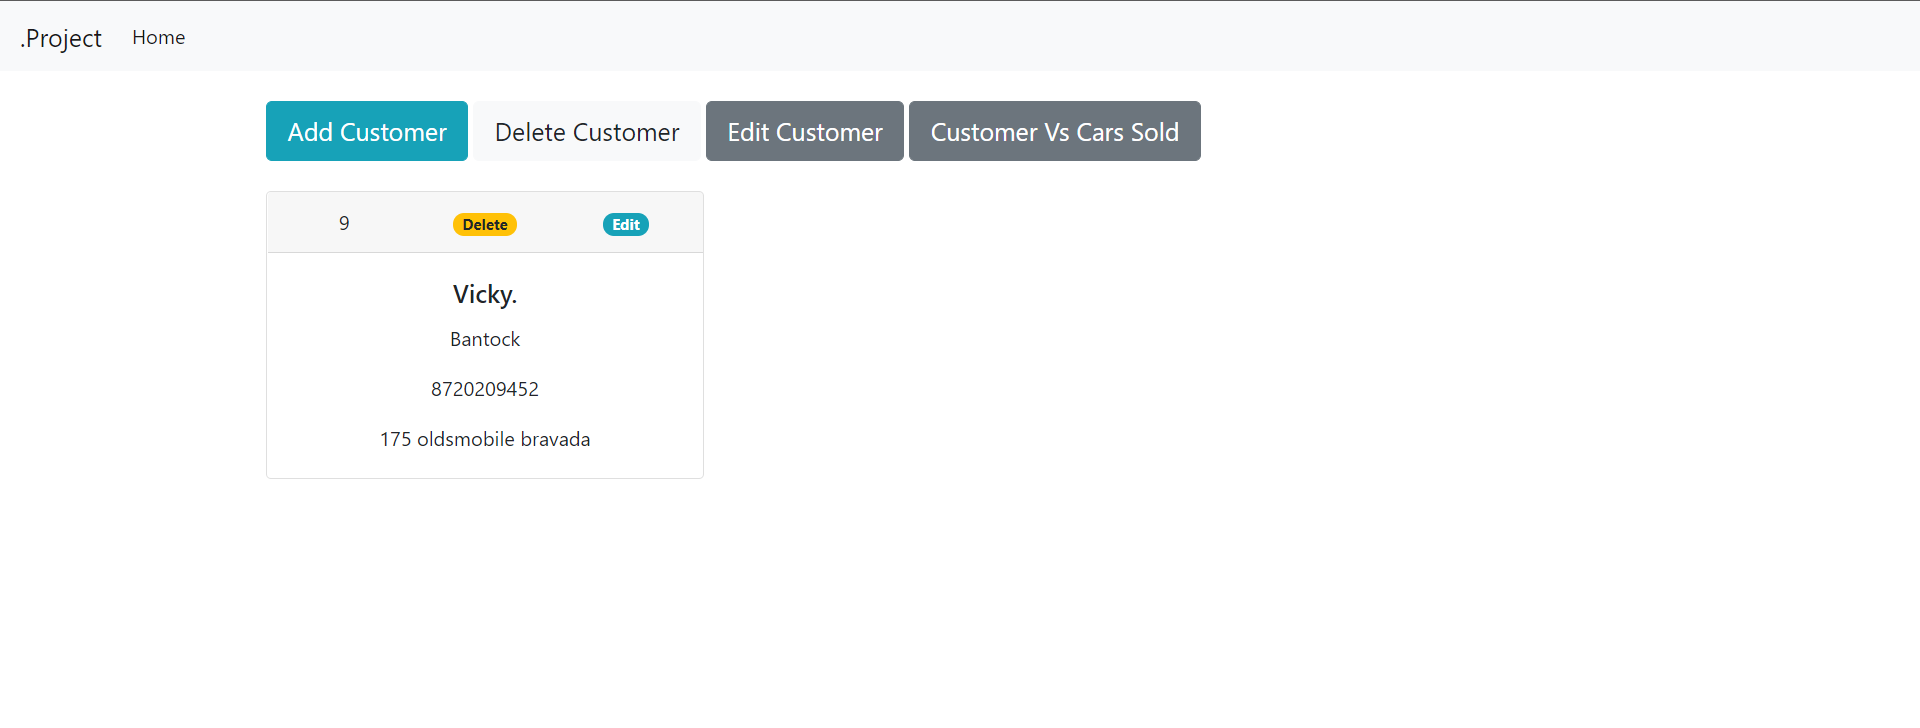 .Project Home
Add Customer Delete Customer Edit Customer Customer Vs Cars Sold
9 Delete Edit
Vicky.
Bantock
8720209452
175 oldsmobile bravada